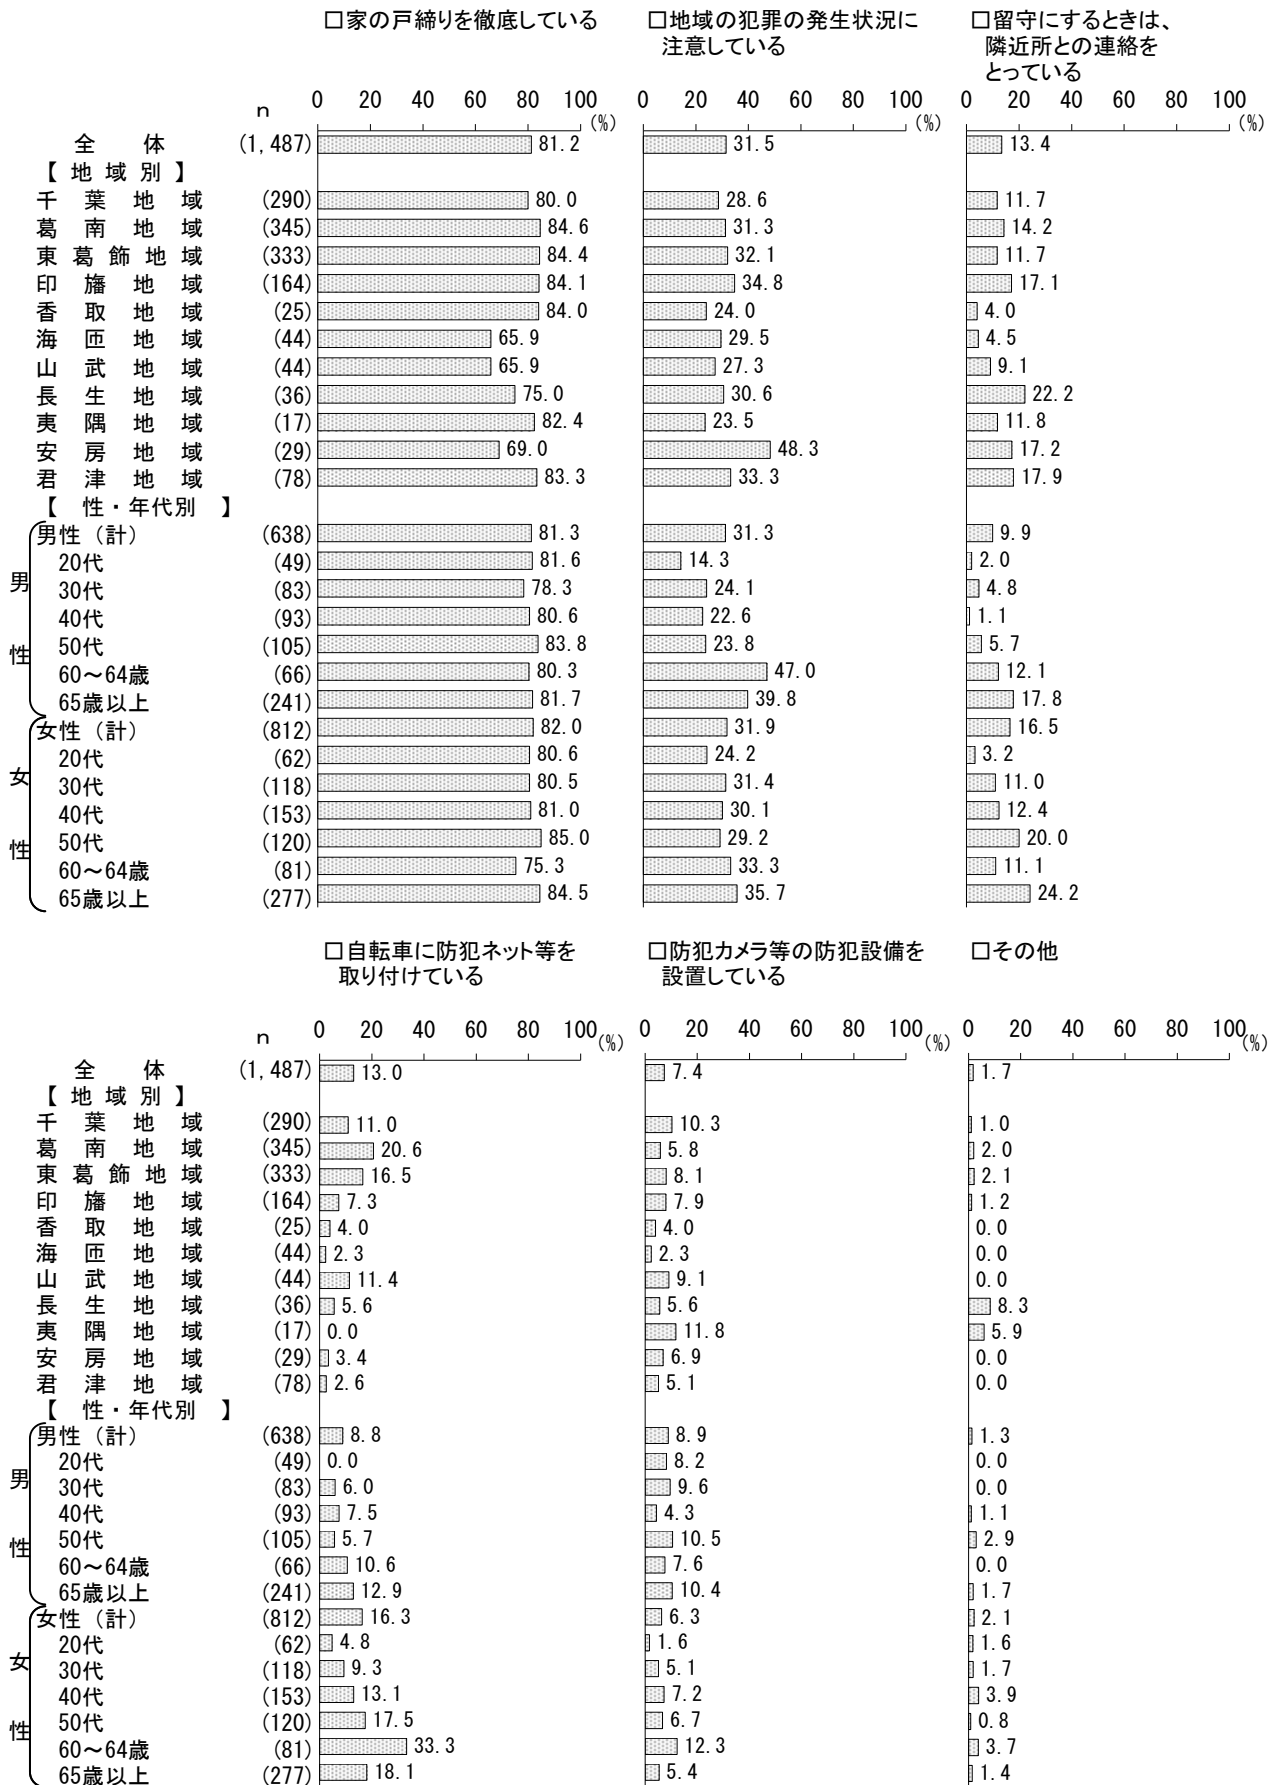 □家の戸締りを徹底している
□地域の犯罪の発生状況に
注意している
□留守にするときは、
隣近所との連絡を
とっている
n 0 20 40 60 80 100 (%) 0 20 40 60 80 100 (%) 0 20 40 60 80 100 (%)
全体 (1,487) 81.2 31.5 13.4
【地域別】
千葉地域 (290) 80.0 28.6 11.7
葛南地域 (345) 84.6 31.3 14.2
東葛飾地域 (333) 84.4 32.1 11.7
印旛地域 (164) 84.1 34.8 17.1
香取地域 (25) 84.0 24.0 4.0
海匝地域 (44) 65.9 29.5 4.5
山武地域 (44) 65.9 27.3 9.1
長生地域 (36) 75.0 30.6 22.2
夷隅地域 (17) 82.4 23.5 11.8
安房地域 (29) 69.0 48.3 17.2
君津地域 (78) 83.3 33.3 17.9
【性・年代別】
男性
男性(計) (638) 81.3 31.3 9.9
20代 (49) 81.6 14.3 2.0
30代 (83) 78.3 24.1 4.8
40代 (93) 80.6 22.6 1.1
50代 (105) 83.8 23.8 5.7
60~64歳 (66) 80.3 47.0 12.1
65歳以上 (241) 81.7 39.8 17.8
女性
女性(計) (812) 82.0 31.9 16.5
20代 (62) 80.6 24.2 3.2
30代 (118) 80.5 31.4 11.0
40代 (153) 81.0 30.1 12.4
50代 (120) 85.0 29.2 20.0
60~64歳 (81) 75.3 33.3 11.1
65歳以上 (277) 84.5 35.7 24.2
□自転車に防犯ネット等を
取り付けている
□防犯カメラ等の防犯設備を
設置している
□その他
n 0 20 40 60 80 100 (%) 0 20 40 60 80 100 (%) 0 20 40 60 80 100 (%)
全体 (1,487) 13.0 7.4 1.7
【地域別】
千葉地域 (290) 11.0 10.3 1.0
葛南地域 (345) 20.6 5.8 2.0
東葛飾地域 (333) 16.5 8.1 2.1
印旛地域 (164) 7.3 7.9 1.2
香取地域 (25) 4.0 4.0 0.0
海匝地域 (44) 2.3 2.3 0.0
山武地域 (44) 11.4 9.1 0.0
長生地域 (36) 5.6 5.6 8.3
夷隅地域 (17) 0.0 11.8 5.9
安房地域 (29) 3.4 6.9 0.0
君津地域 (78) 2.6 5.1 0.0
【性・年代別】
男性
男性(計) (638) 8.8 8.9 1.3
20代 (49) 0.0 8.2 0.0
30代 (83) 6.0 9.6 0.0
40代 (93) 7.5 4.3 1.1
50代 (105) 5.7 10.5 2.9
60~64歳 (66) 10.6 7.6 0.0
65歳以上 (241) 12.9 10.4 1.7
女性
女性(計) (812) 16.3 6.3 2.1
20代 (62) 4.8 1.6 1.6
30代 (118) 9.3 5.1 1.7
40代 (153) 13.1 7.2 3.9
50代 (120) 17.5 6.7 0.8
60~64歳 (81) 33.3 12.3 3.7
65歳以上 (277) 18.1 5.4 1.4